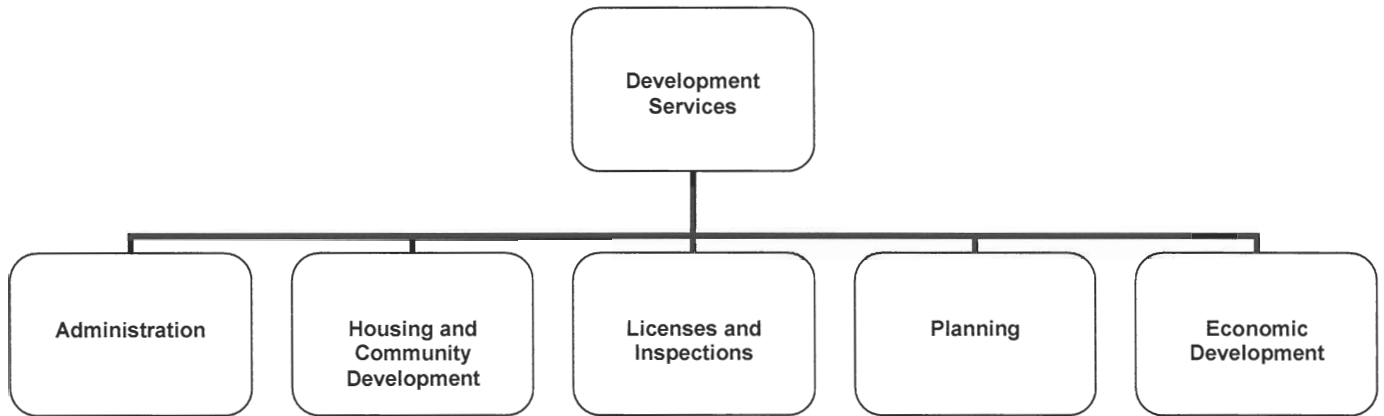 Development
Services
Administration
Housing and
Community
Development
Licenses and
Inspections
Planning
Economic
Development